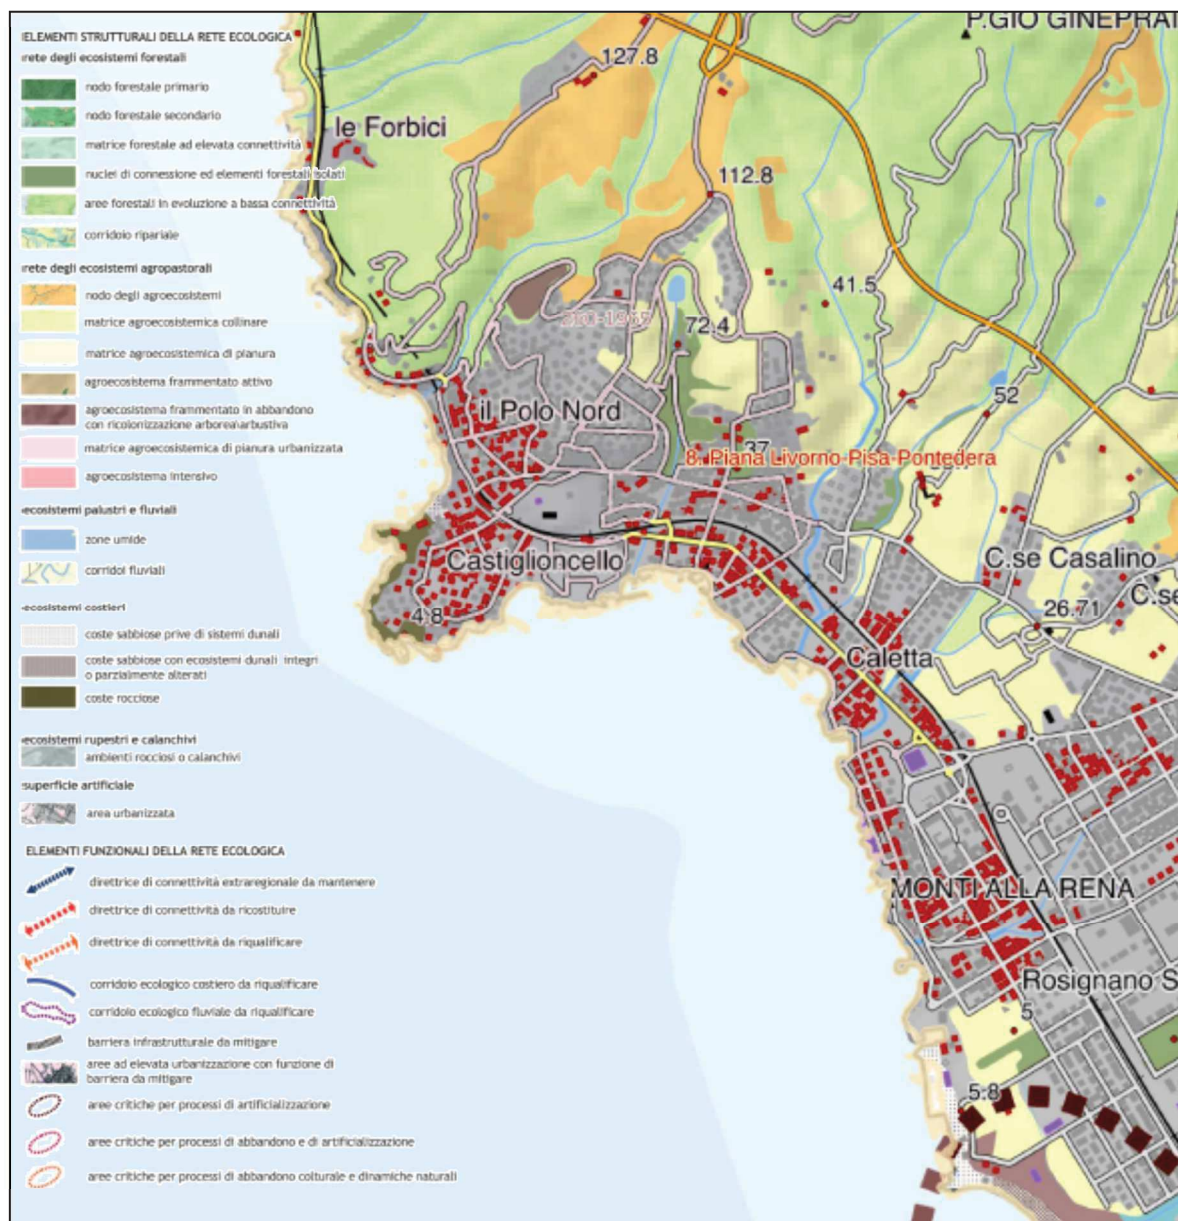 ELEMENTI STRUTTURALI DELLA RETE ECOLOGICA
rete degli ecosistemi forestali
nodo forestale primario
nodo forestale secondario
matrice forestale ad elevata connettività
nuclei di connessione ed elementi forestali isolati
aree forestali in evoluzione a bassa connettività
corridoio ripariale
rete degli ecosistemi agropastorali
nodo degli agroecosistemi
matrice agroecosistemica collinare
matrice agroecosistemica di pianura
agroecosistema frammentato attivo
agroecosistema frammentato in abbandono
con ricolonizzazione arborea\arbustiva
matrice agroecosistemica di pianura urbanizzata
agroecosistema intensivo
ecosistemi palustri e fluviali
zone umide
corridoi fluviali
ecosistemi costieri
coste sabbiose prive di sistemi dunali
coste sabbiose con ecosistemi dunali integri
o parzialmente alterati
coste rocciose
ecosistemi rupestri e calanchivi
ambienti rocciosi o calanchivi
superficie artificiale
area urbanizzata
ELEMENTI FUNZIONALI DELLA RETE ECOLOGICA
direttrice di connettività extraregionale da mantenere
direttrice di connettività da ricostituire
direttrice di connettività da riqualificare
corridoio ecologico costiero da riqualificare
corridoio ecologico fluviale da riqualificare
barriera infrastrutturale da mitigare
aree ad elevata urbanizzazione con funzione di
barriera da mitigare
aree critiche per processi di artificializzazione
aree critiche per processi di abbandono e di artificializzazione
aree critiche per processi di abbandono colturale e dinamiche naturali
P.GIO GINEPRAI
127.8
le Forbici
112.8
41.5
72.4
52
il Polo Nord
37
8. Piana Livorno-Pisa-Pontedera
Castiglioncello
C.se Casalino
C.se
4.8
26.71
Caletta
MONTI ALLA RENA
Rosignano S
5
5.8